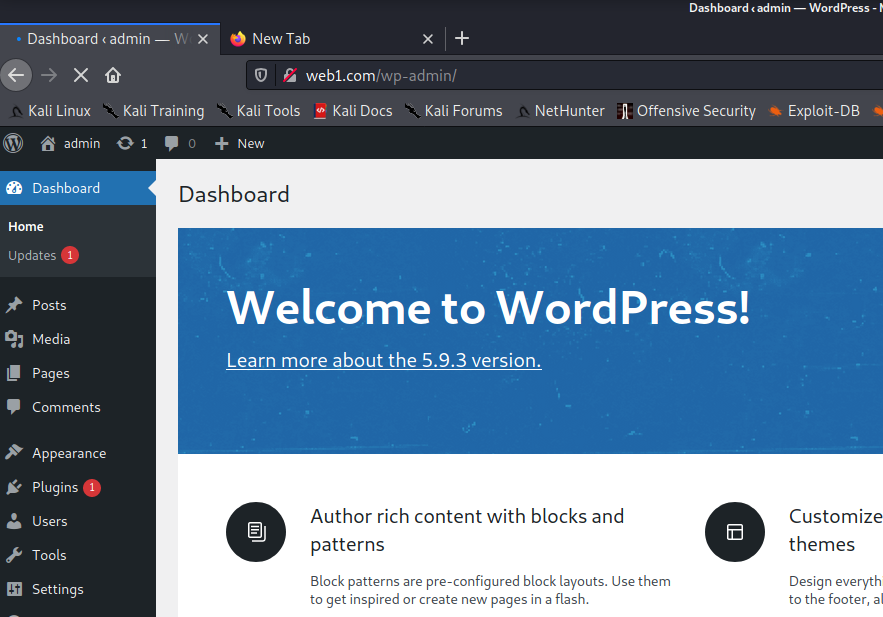 Dashboard ‹ admin — WordPress -
Dashboard ‹ admin — W
New Tab
web1.com/wp-admin/
Kali Linux Kali Training Kali Tools Kali Docs Kali Forums NetHunter Offensive Security Exploit-DB
admin 1 0 New
Dashboard
Home
Updates 1
Posts
Media
Pages
Comments
Appearance
Plugins 1
Users
Tools
Settings
Dashboard
Welcome to WordPress!
Learn more about the 5.9.3 version.
Author rich content with blocks and
patterns
Block patterns are pre-configured block layouts. Use them
to get inspired or create new pages in a flash.
Customize
themes
Design everythi
to the footer, al